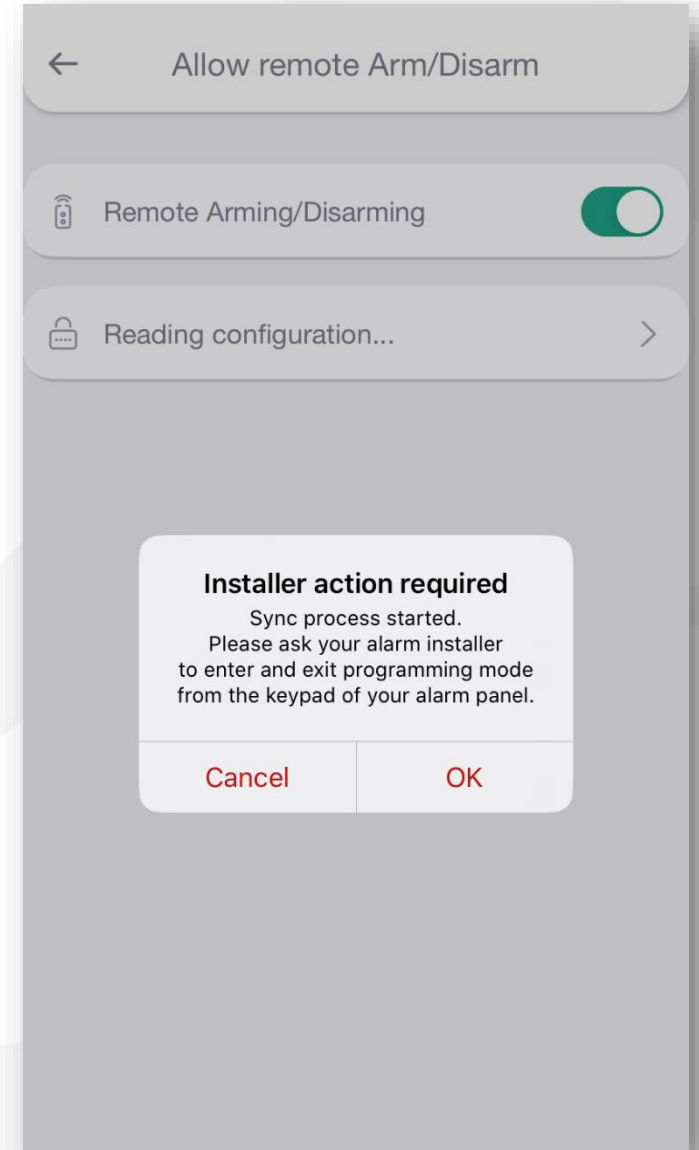 Allow remote Arm/Disarm
Remote Arming/Disarming
Reading configuration...
Installer action required
Sync process started.
Please ask your alarm installer
to enter and exit programming mode
from the keypad of your alarm panel.
Cancel OK